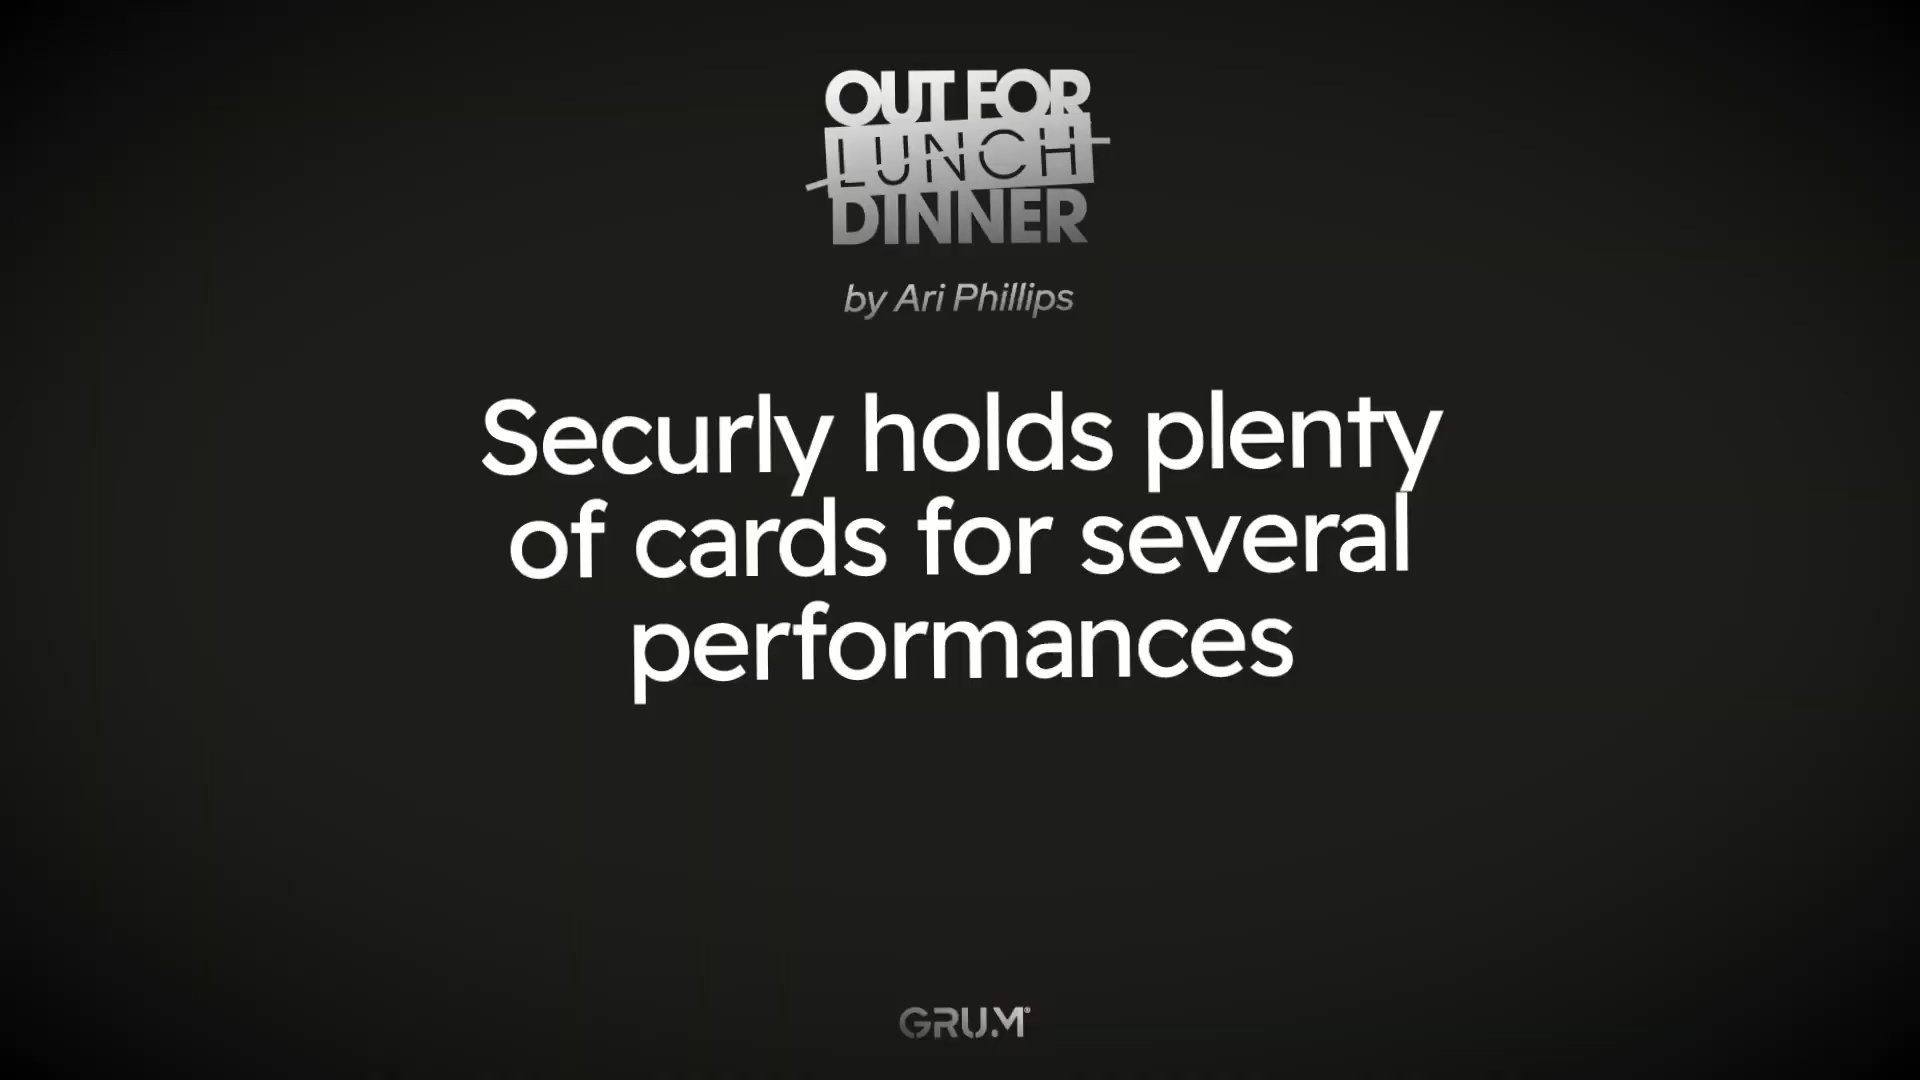 OUT FOR
LUNCH
DINNER
by Ari Phillips
Securly holds plenty
of cards for several
performances
GRUM